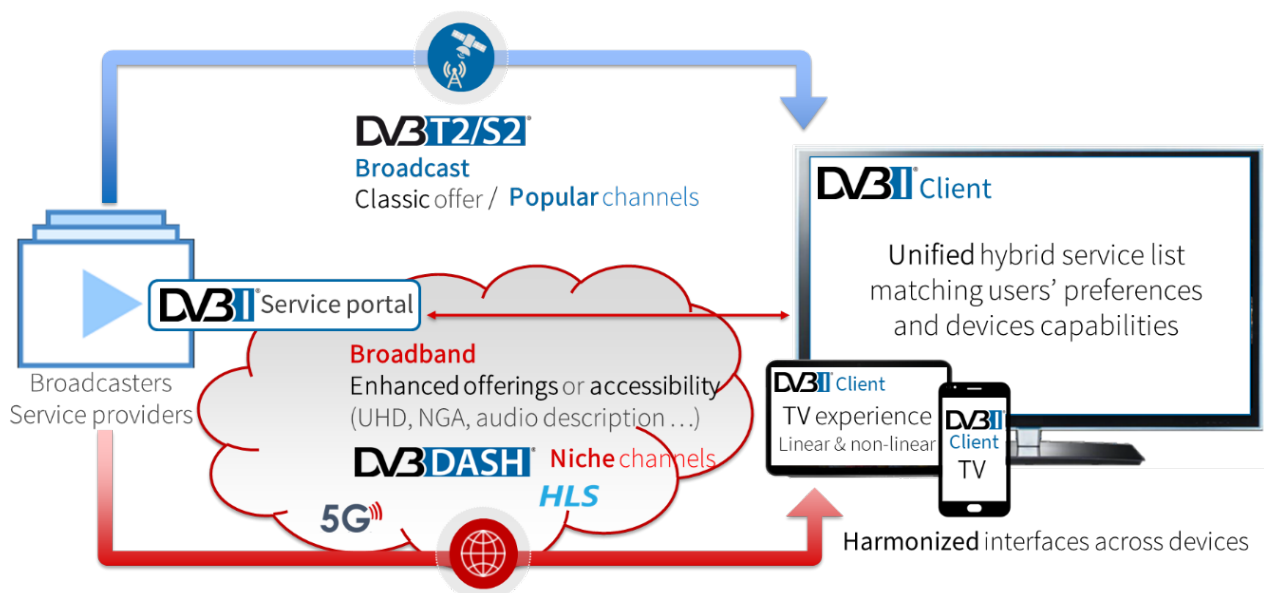 DVB T2/S2
Broadcast
Classic offer / Popular channels
DVB I Client
Unified hybrid service list
matching users' preferences
and devices capabilities
DVB I Service portal
Broadcasters
Service providers
Broadband
Enhanced offerings or accessibility
(UHD, NGA, audio description ...)
DVB DASH Niche channels
HLS
5G
DVB I Client
TV experience
Linear & non-linear
DVB I
Client
TV
Harmonized interfaces across devices